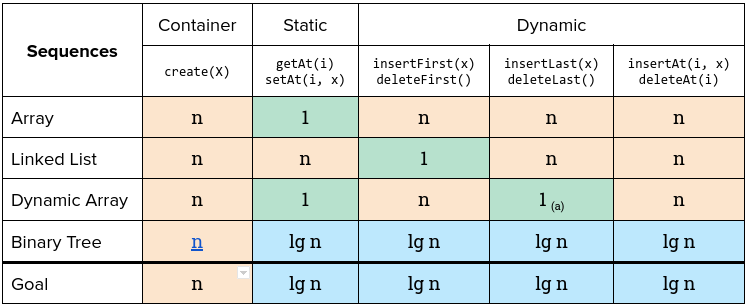 Sequences Container Static Dynamic
create(X) getAt(i) insertFirst(x) insertLast(x) insertAt(i, x)
setAt(i, x) deleteFirst() deleteLast() deleteAt(i)
Array n 1 n n n
Linked List n n 1 n n
Dynamic Array n 1 n 1 (a) n
Binary Tree n lg n lg n lg n lg n
Goal n lg n lg n lg n lg n